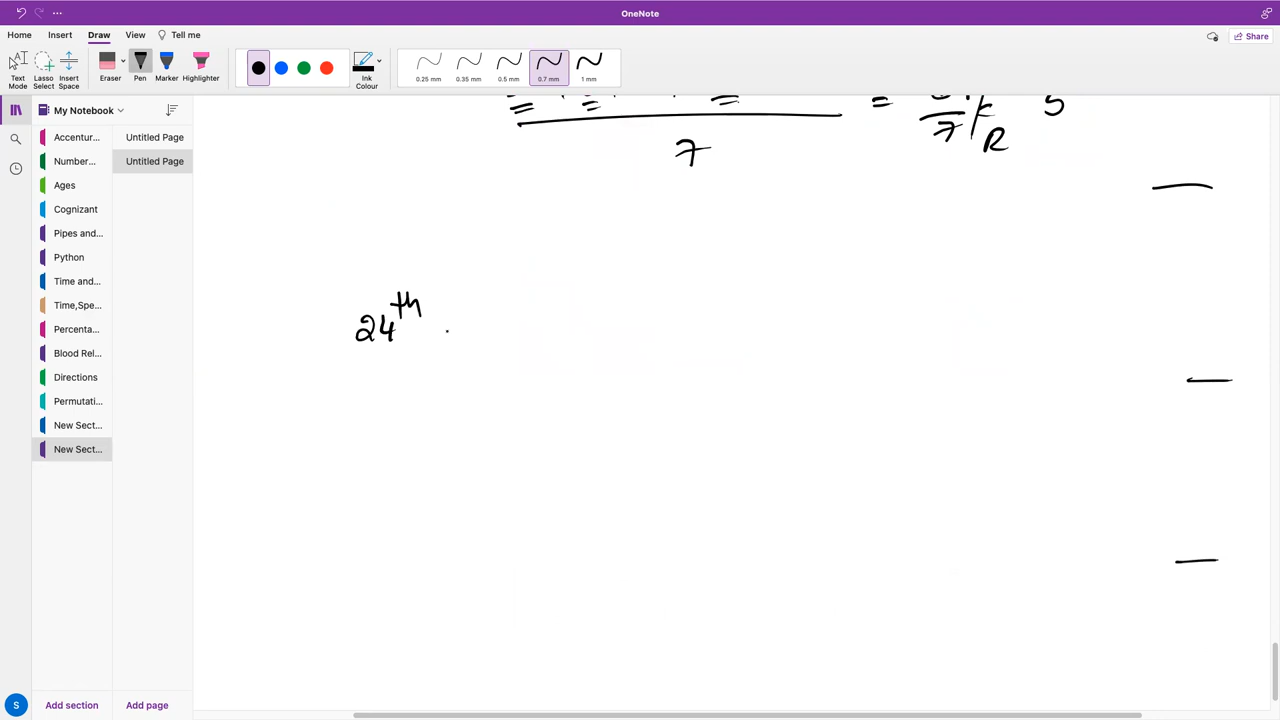 OneNote
Home Insert Draw View Tell me
Share
Text Mode Lasso Select Insert Space Eraser Pen Marker Highlighter Ink Colour 0.25 mm 0.35 mm 0.5 mm 0.7 mm 1 mm
My Notebook
Accentur...
Number...
Ages
Cognizant
Pipes and...
Python
Time and...
Time,Spe...
Percenta...
Blood Rel...
Directions
Permutati...
New Sect...
New Sect...
Untitled Page
Untitled Page
= 7 R 5
7
24th
S
Add section Add page